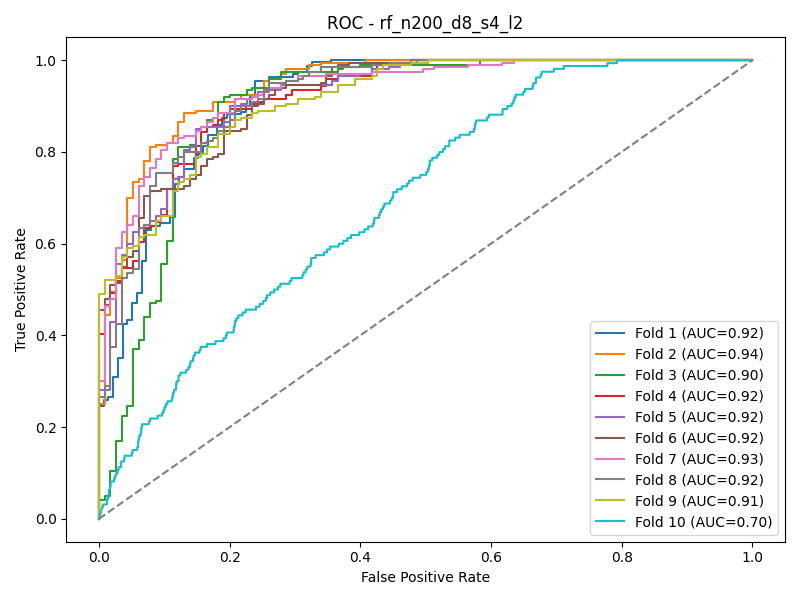 ROC - rf_n200_d8_s4_l2
True Positive Rate
1.0
0.8
0.6
0.4
0.2
0.0
0.0 0.2 0.4 0.6 0.8 1.0
False Positive Rate
Fold 1 (AUC=0.92)
Fold 2 (AUC=0.94)
Fold 3 (AUC=0.90)
Fold 4 (AUC=0.92)
Fold 5 (AUC=0.92)
Fold 6 (AUC=0.92)
Fold 7 (AUC=0.93)
Fold 8 (AUC=0.92)
Fold 9 (AUC=0.91)
Fold 10 (AUC=0.70)